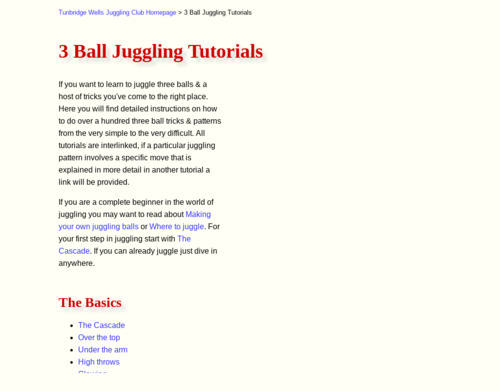 Tunbridge Wells Juggling Club Homepage > 3 Ball Juggling Tutorials
3 Ball Juggling Tutorials
If you want to learn to juggle three balls & a
host of tricks you've come to the right place.
Here you will find detailed instructions on how
to do over a hundred three ball tricks & patterns
from the very simple to the very difficult. All
tutorials are interlinked, if a particular juggling
pattern involves a specific move that is
explained in more detail in another tutorial a
link will be provided.
If you are a complete beginner in the world of
juggling you may want to read about Making
your own juggling balls or Where to juggle. For
your first step in juggling start with The
Cascade. If you can already juggle just dive in
anywhere.
The Basics
The Cascade
Over the top
Under the arm
High throws